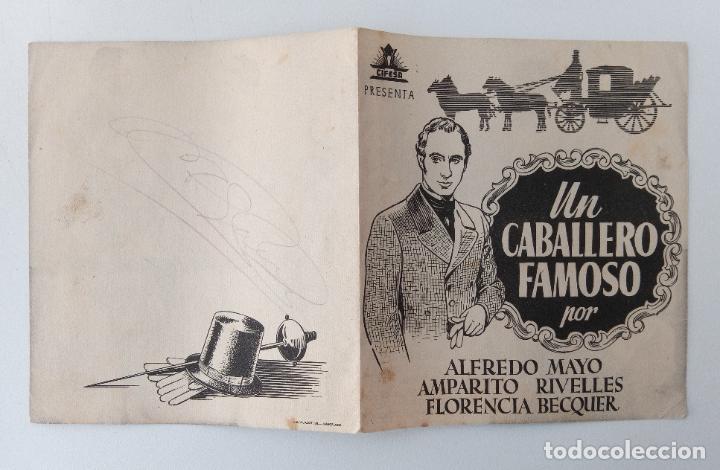 CIFESA
PRESENTA
Un
CABALLERO
FAMOSO
por
ALFREDO MAYO
AMPARITO RIVELLES
FLORENCIA BECQUER
todocoleccion